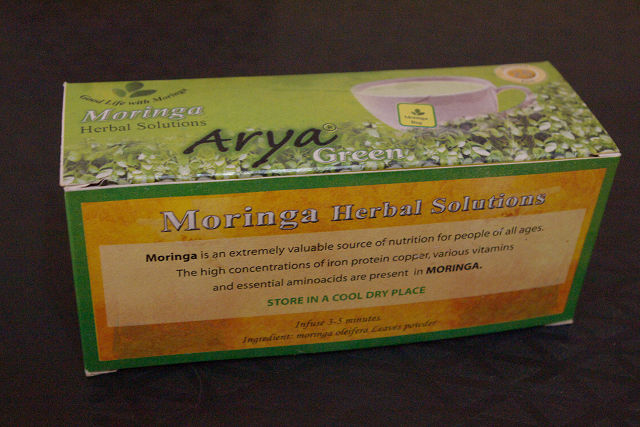 Good Life with Moringa
Moringa
Herbal Solutions
Arya®
Green
Moringa
Bag
Moringa Herbal Solutions
Moringa is an extremely valuable source of nutrition for people of all ages.
The high concentrations of iron protein copper, various vitamins
and essential aminoacids are present in MORINGA.
STORE IN A COOL DRY PLACE
Infuse 3-5 minutes.
Ingredient: moringa oleifera Leaves powder